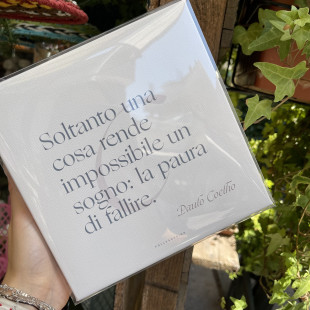 Soltanto una
cosa rende
impossibile un
sogno: la paura
di fallire.
Paulo Coelho